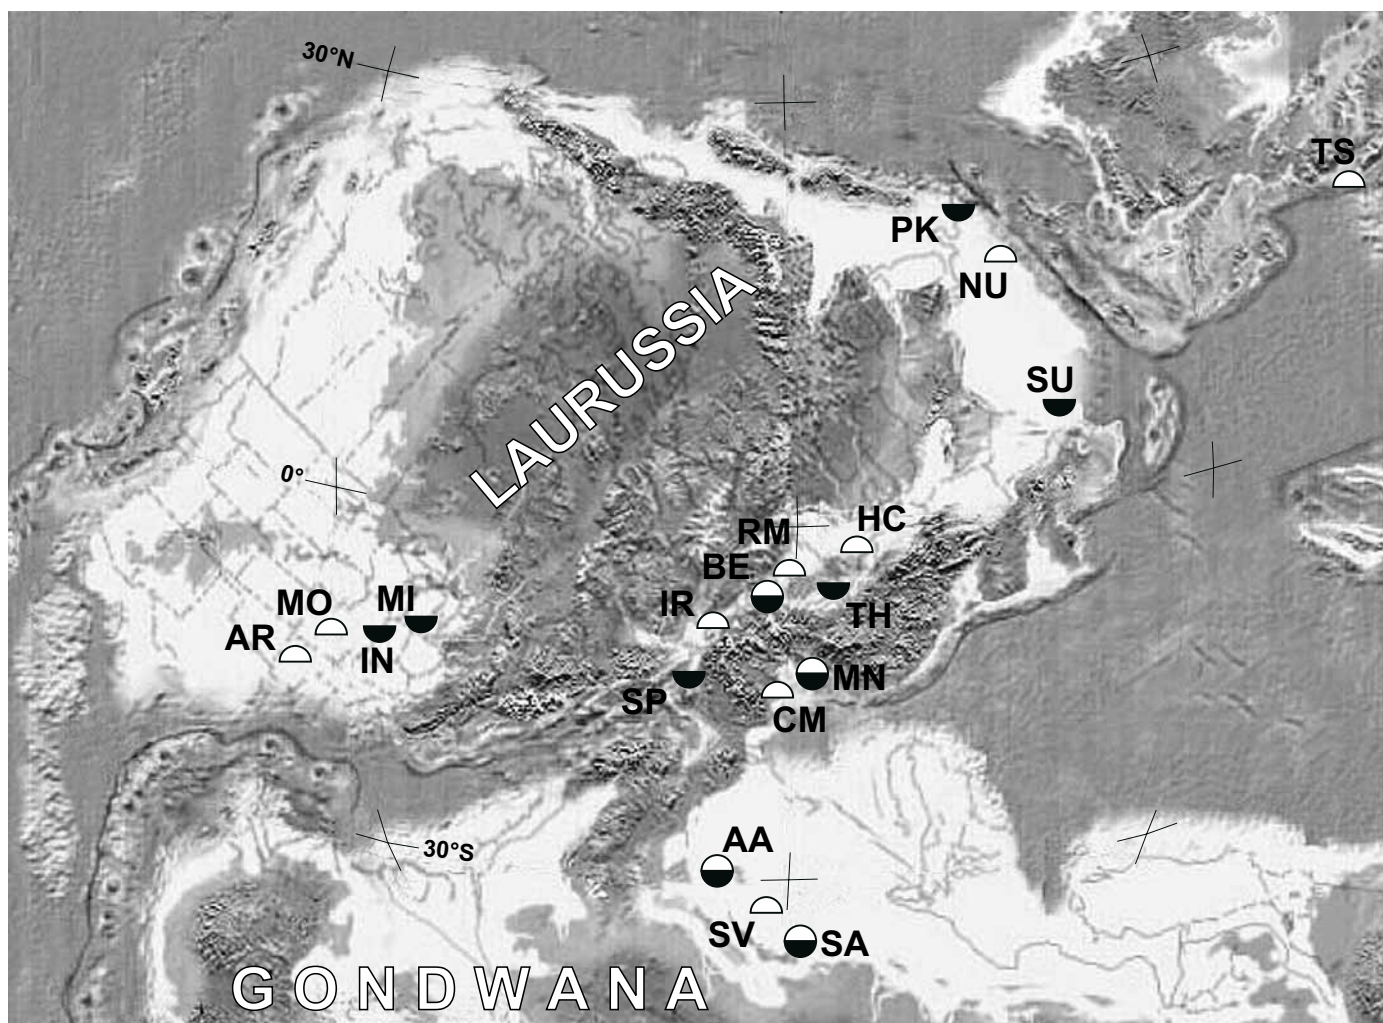 30°N
TS
PK
NU
LAURUSSIA
SU
0°
RM
HC
BE
MO
MI
IR
TH
AR
IN
SP
MN
CM
AA
30°S
SV
SA
GONDWANA